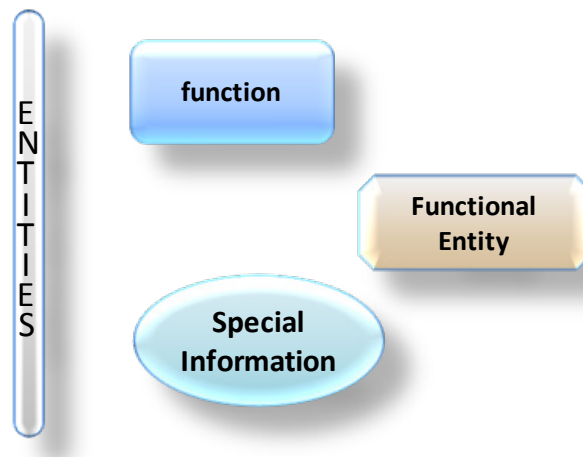 ENTITIES
function
Functional
Entity
Special
Information